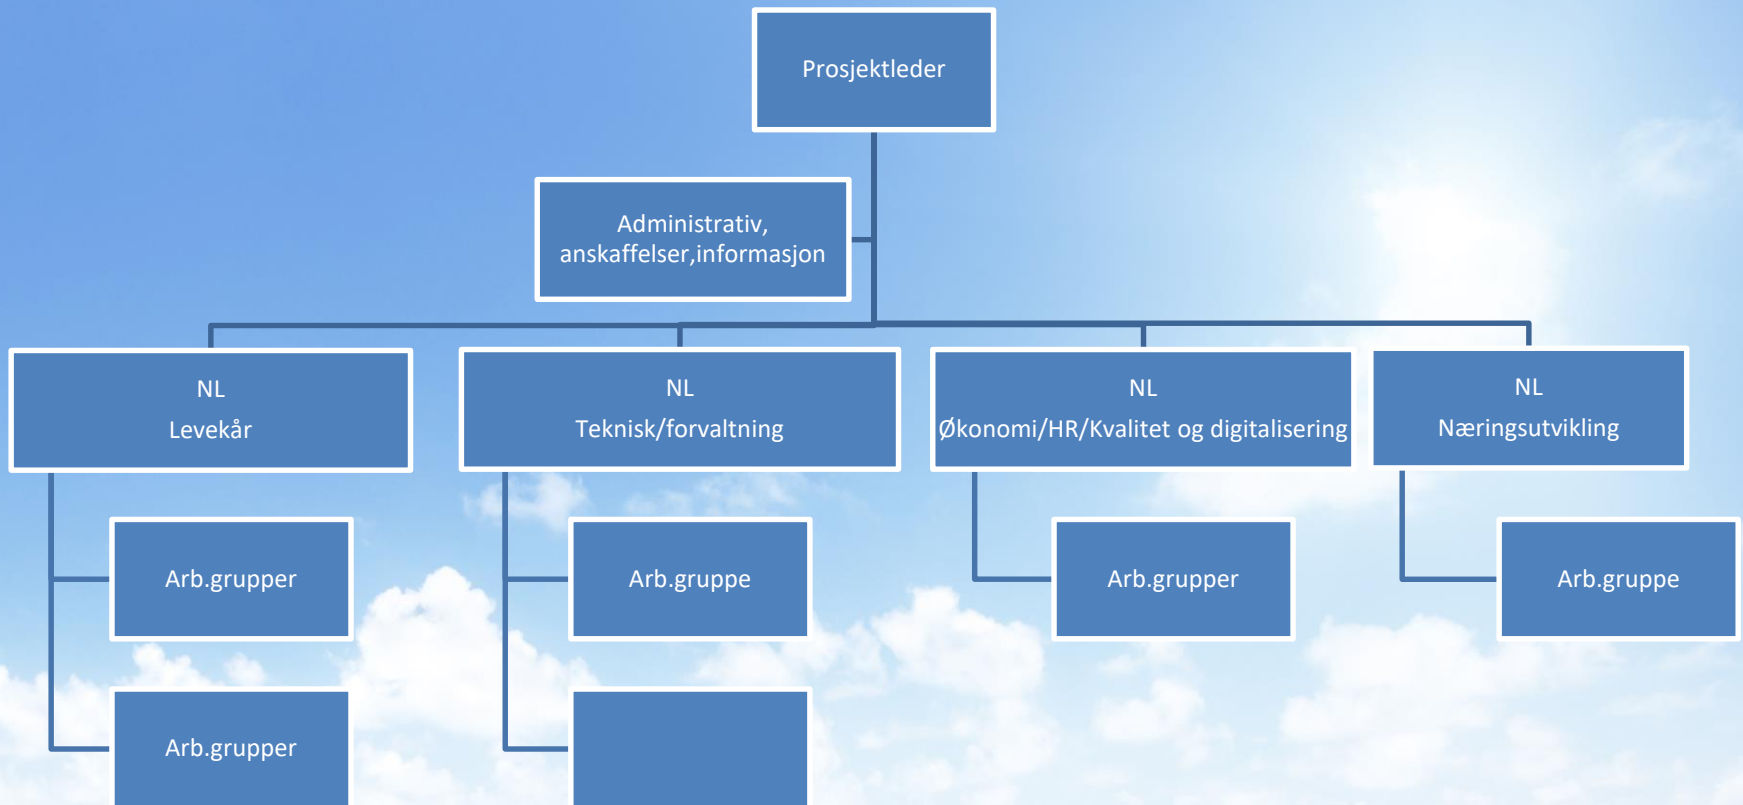 Prosjektleder
Administrativ,
anskaffelser,informasjon
NL
Levekår
NL
Teknisk/forvaltning
NL
Økonomi/HR/Kvalitet og digitalisering
NL
Næringsutvikling
Arb.grupper
Arb.gruppe
Arb.grupper
Arb.gruppe
Arb.grupper